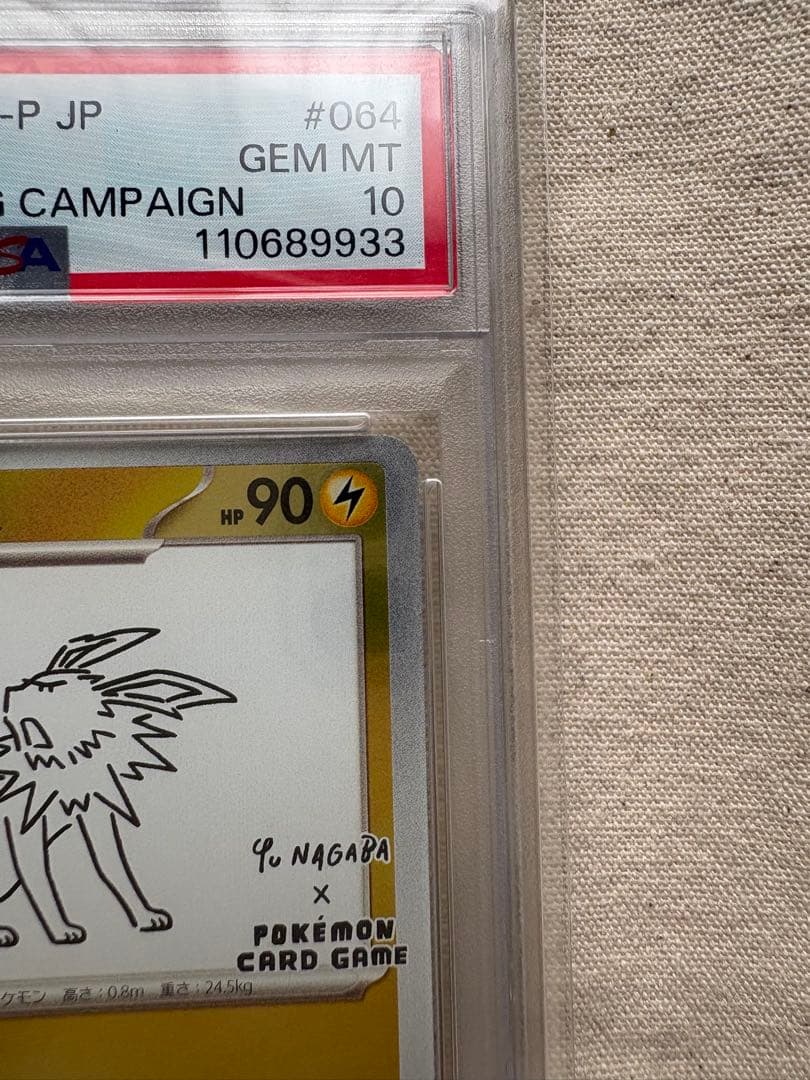 -P JP #064
GEM MT
G CAMPAIGN 10
SA 110689933
HP 90
Yu NAGABA
×
POKÉMON
CARD GAME
ケモン 高さ:0.8m 重さ:24.5kg